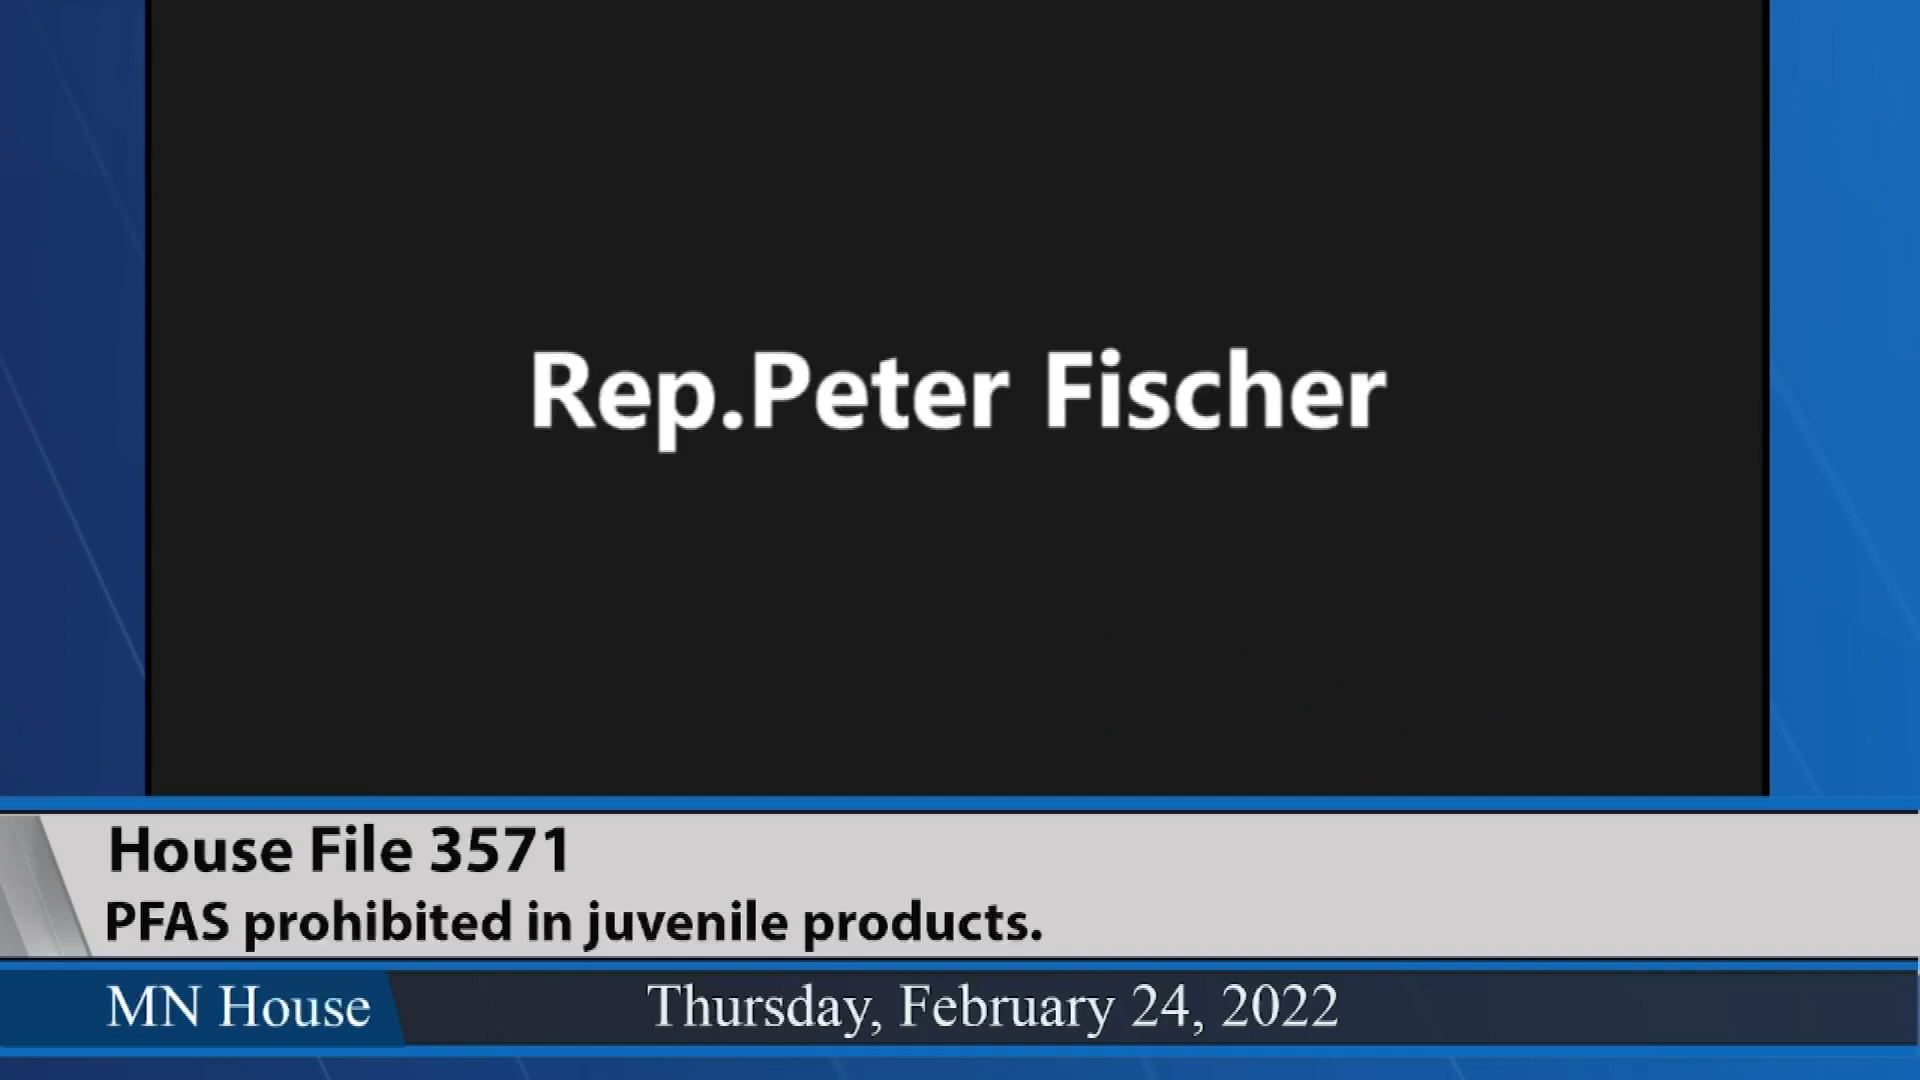 Rep.Peter Fischer
House File 3571
PFAS prohibited in juvenile products.
MN House
Thursday, February 24, 2022